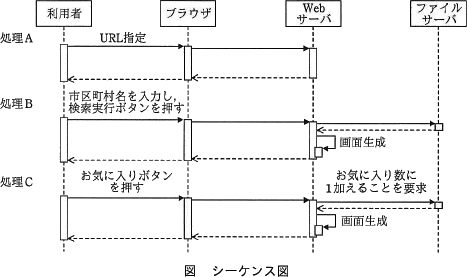 利用者
ブラウザ
Web
サーバ
ファイル
サーバ
処理A
URL指定
処理B
市区町村名を入力し,
検索実行ボタンを押す
画面生成
処理C
お気に入りボタン
を押す
お気に入り数に
1加えることを要求
画面生成
図 シーケンス図